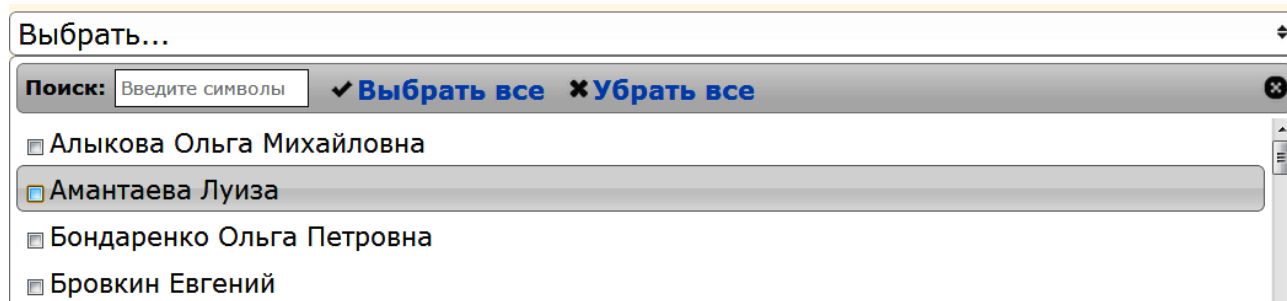 Выбрать...
Поиск: Введите символы Выбрать все Убрать все
Алыкова Ольга Михайловна
Амантаева Луиза
Бондаренко Ольга Петровна
Бровкин Евгений